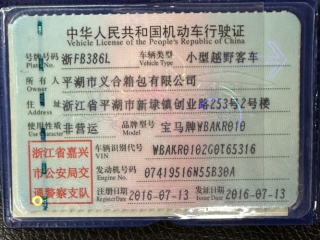 中华人民共和国机动车行驶证
Vehicle License of the People's Republic of China
号牌号码 浙FB386L 车辆类型 小型越野客车
Plate No. Vehicle Type
所有人 平湖市义合箱包有限公司
Owner
住址 浙江省平湖市新埭镇创业路253号2号楼
Address
使用性质 非营运 品牌型号 宝马牌WBAKR010
浙江省嘉兴市公安局交通警察支队
车辆识别代号 WBAKR0102G0T65316
VIN
发动机号码 07419516N55B30A
Engine No.
注册日期 2016-07-13 发证日期 2016-07-13
Register Date Issue Date